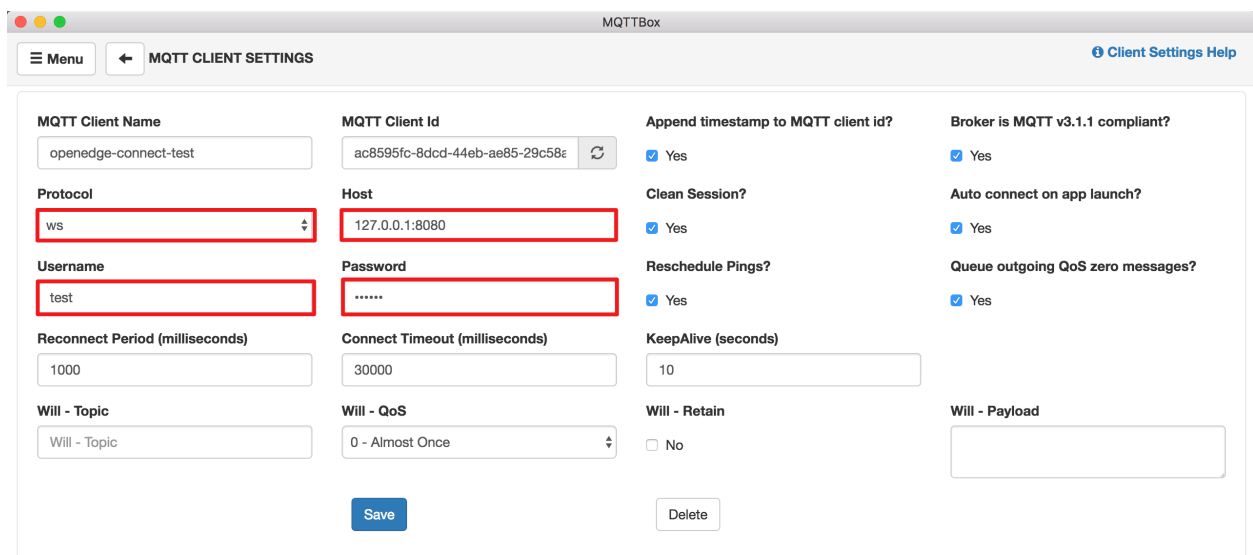 MQTTBox
Menu
MQTT CLIENT SETTINGS
Client Settings Help
MQTT Client Name
MQTT Client Id
Append timestamp to MQTT client id?
Broker is MQTT v3.1.1 compliant?
openedge-connect-test
ac8595fc-8dcd-44eb-ae85-29c58a
Yes
Yes
Protocol
Host
Clean Session?
Auto connect on app launch?
ws
127.0.0.1:8080
Yes
Yes
Username
Password
Reschedule Pings?
Queue outgoing QoS zero messages?
test
••••••
Yes
Yes
Reconnect Period (milliseconds)
Connect Timeout (milliseconds)
KeepAlive (seconds)
1000
30000
10
Will - Topic
Will - QoS
Will - Retain
Will - Payload
Will - Topic
0 - Almost Once
No
Save
Delete